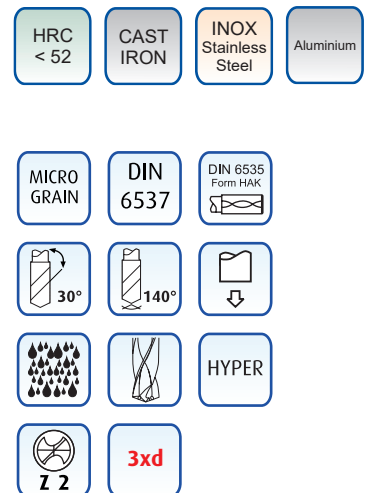 HRC
< 52
CAST
IRON
INOX
Stainless
Steel
Aluminium
MICRO
GRAIN
DIN
6537
DIN 6535
Form HAK
30°
140°
HYPER
Z 2
3xd